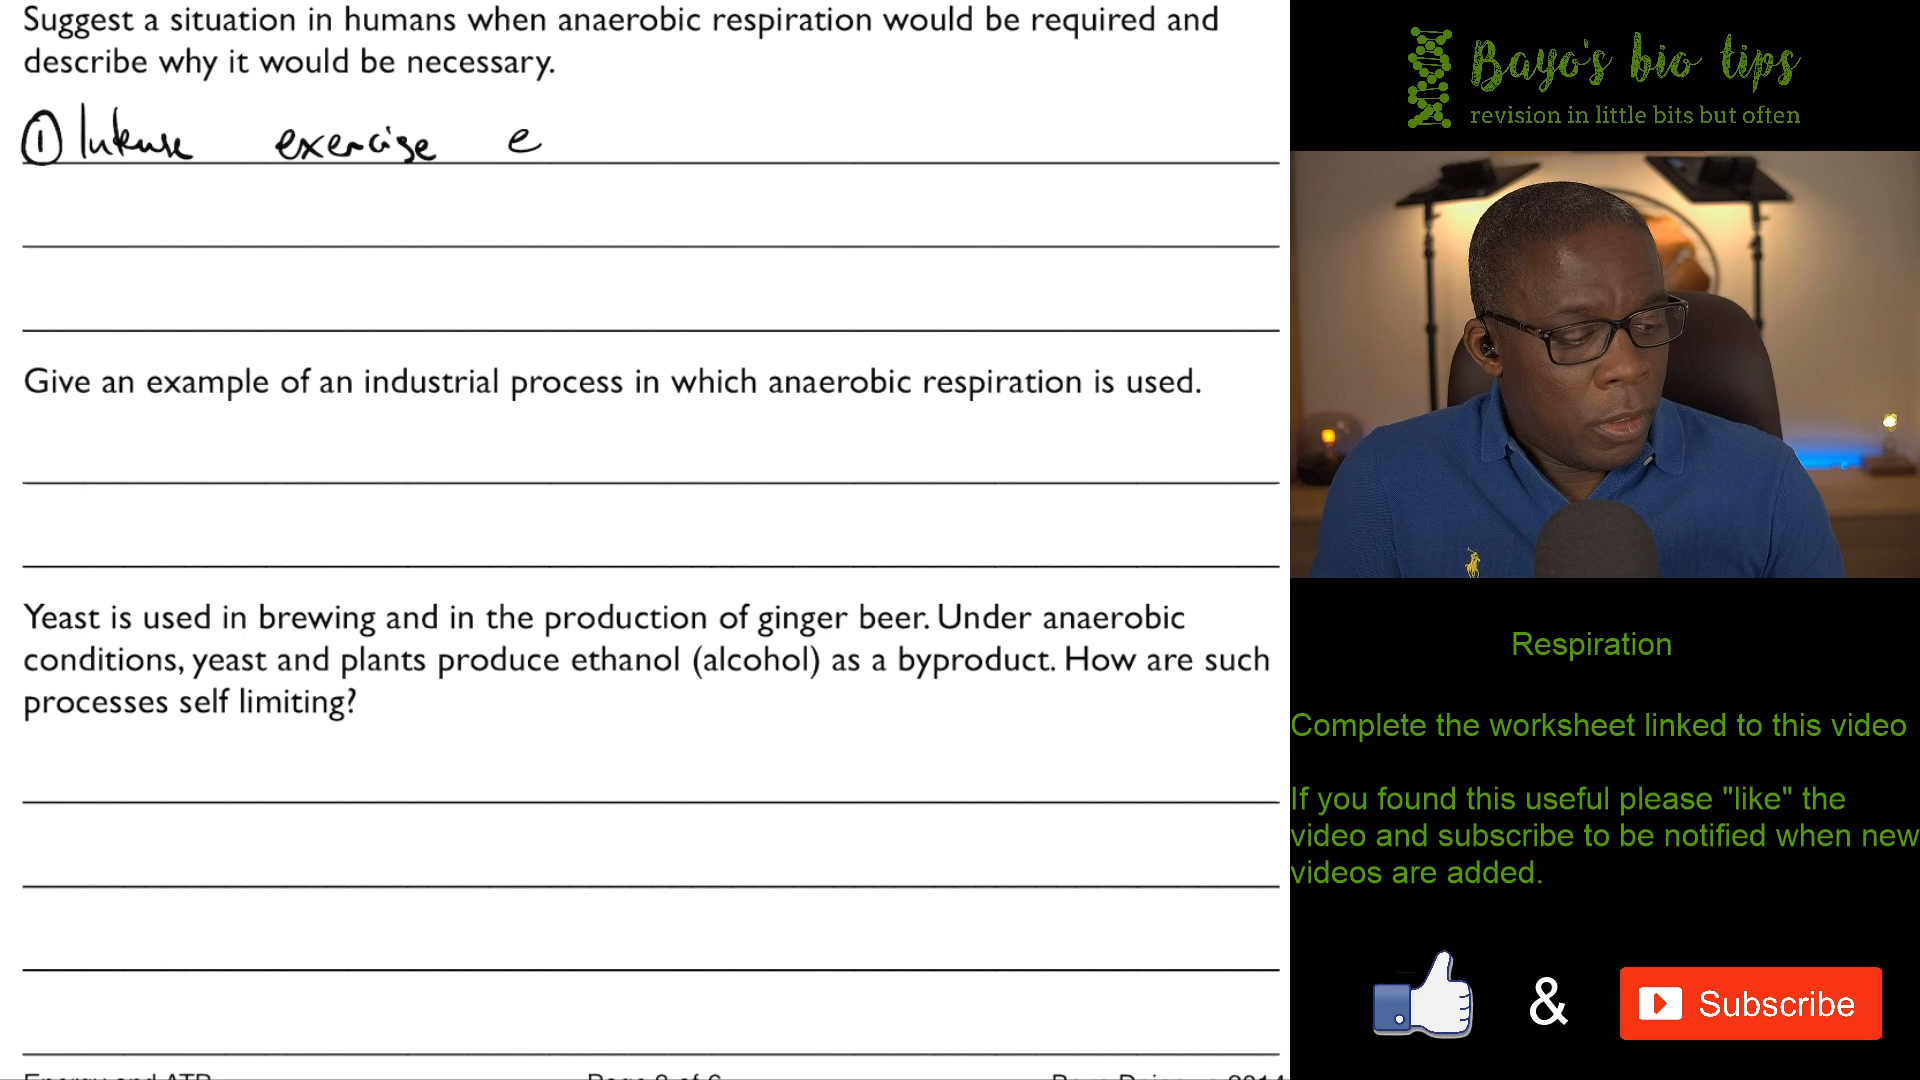 Suggest a situation in humans when anaerobic respiration would be required and
describe why it would be necessary.
① Intense exercise e
Give an example of an industrial process in which anaerobic respiration is used.
Yeast is used in brewing and in the production of ginger beer. Under anaerobic
conditions, yeast and plants produce ethanol (alcohol) as a byproduct. How are such
processes self limiting?
Energy and ATP
Bayo's bio tips
revision in little bits but often
Respiration
Complete the worksheet linked to this video
If you found this useful please "like" the
video and subscribe to be notified when new
videos are added.
&
Subscribe